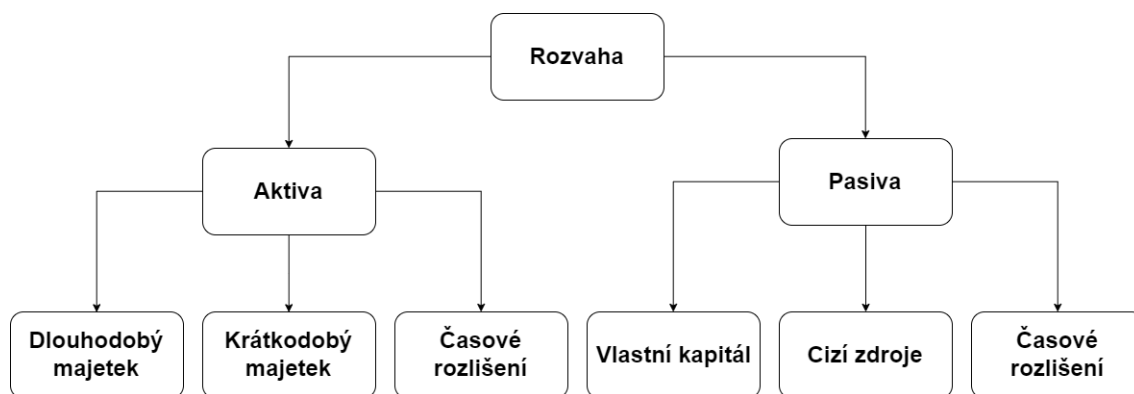 Rozvaha
Aktiva
Pasiva
Dlouhodobý
majetek
Krátkodobý
majetek
Časové
rozlišení
Vlastní kapitál
Cizí zdroje
Časové
rozlišení